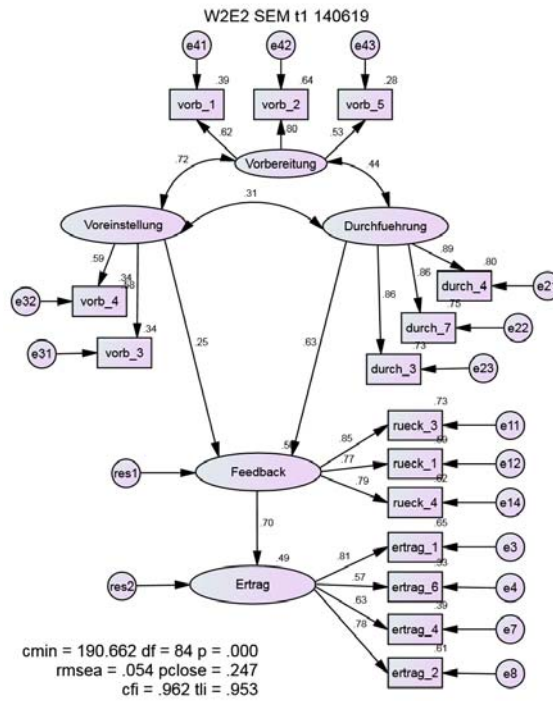 W2E2 SEM t1 140619
e41 e42 e43
.39 .64 .28
vorb_1 vorb_2 vorb_5
.62 .80 .53
Vorbereitung
.72 .44
.31
Voreinstellung Durchfuehrung
.59 .34 .89 .80
vorb_4 durch_4
e32 .86 .75
durch_7 e22
e31 vorb_3 .34 .86 .73
durch_3 e23
.25 .63
.73
rueck_3 e11
.85
Feedback .77 rueck_1 e12
res1 .79 .62
rueck_4 e14
.70 .65
ertrag_1 e3
.49 .81 .33
Ertrag .57 ertrag_6 e4
res2 .63 .39
ertrag_4 e7
.78 .61
ertrag_2 e8
cmin = 190.662 df = 84 p = .000
rmsea = .054 pclose = .247
cfi = .962 tli = .953